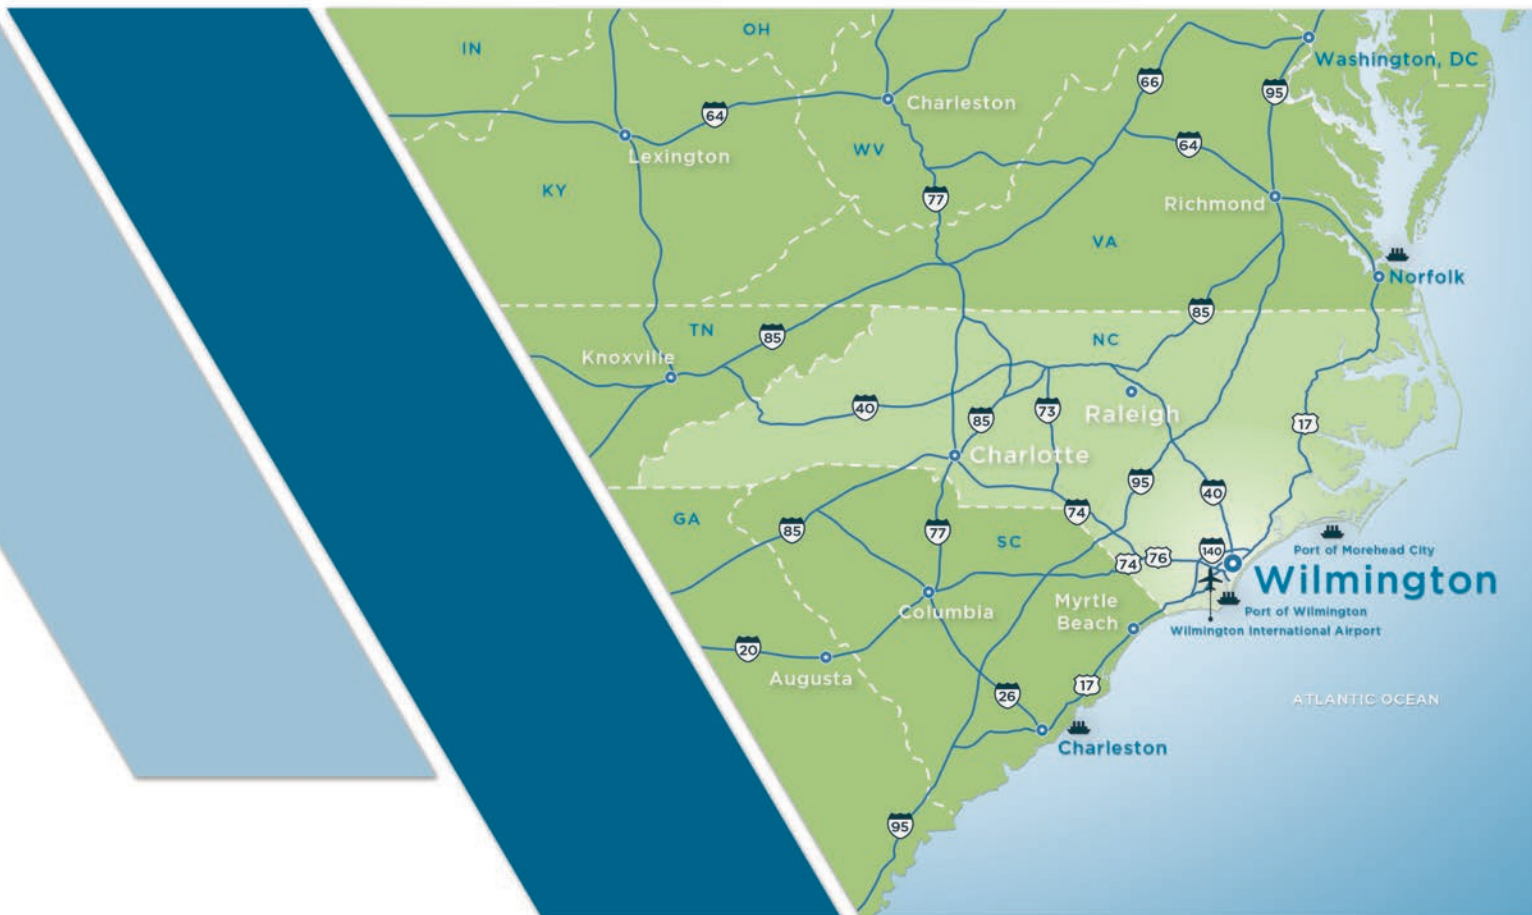 OH
IN
Washington, DC
66
95
Charleston
64
64
WV
Lexington
KY
77
Richmond
VA
Norfolk
85
TN
85
NC
Knoxville
40
73
Raleigh
85
17
Charlotte
95
40
74
GA
85
77
SC
140
Port of Morehead City
74
76
Wilmington
Columbia
Myrtle
Beach
Port of Wilmington
Wilmington International Airport
20
Augusta
17
26
ATLANTIC OCEAN
Charleston
95